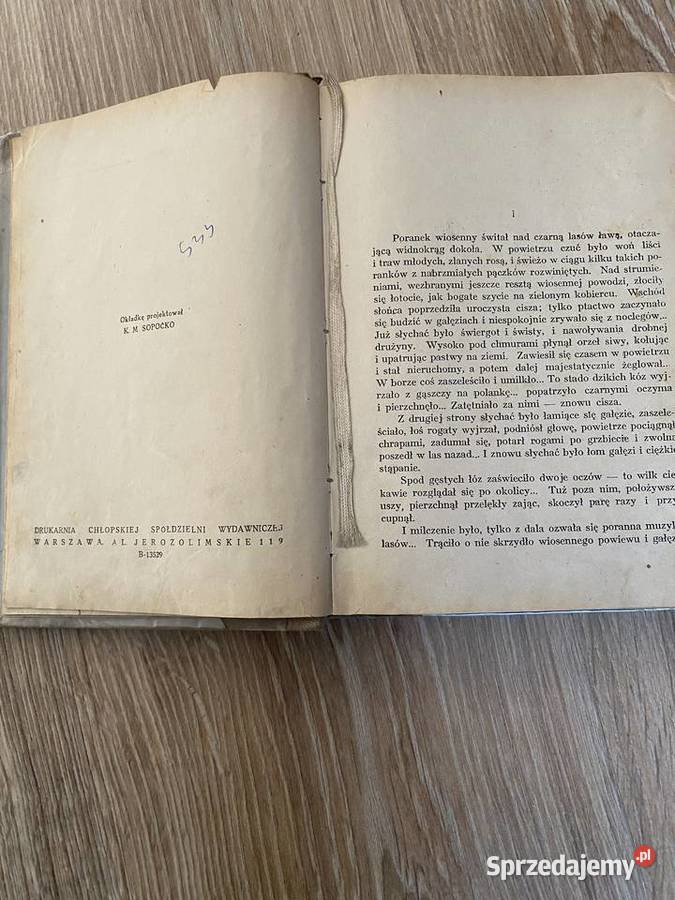 Okładkę projektował
K. M SOPOĆKO
DRUKARNIA CHŁOPSKIEJ SPÓŁDZIELNI WYDAWNICZEJ
WARSZAWA, AL. JEROZOLIMSKIE 119
B-13529
1
Poranek wiosenny świtał nad czarną lasów ławą, otacza-
jącą widnokrąg dokoła. W powietrzu czuć było woń liści
i traw młodych, zlanych rosą, i świeżo w ciągu kilku takich po-
ranków z nabrzmiałych pączków rozwiniętych. Nad strumie-
niami, wezbranymi jeszcze resztą wiosennej powodzi, złociły
się łotocie, jak bogate szycie na zielonym kobiercu. Wschód
słońca poprzedziła uroczysta cisza; tylko ptactwo zaczynało
się budzić w gałęziach i niespokojnie zrywało się z noclegów...
Już słychać było świergot i świsty, i nawoływania drobnej
drużyny. Wysoko pod chmurami płynął orzeł siwy, kołując
i upatrując pastwy na ziemi. Zawiesił się czasem w powietrzu
i stał nieruchomy, a potem dalej majestatycznie żeglował..
W borze coś zaszeleściło i umilkło... To stado dzikich kóz wyj-
rzało z gąszczy na polankę... popatrzyło czarnymi oczyma
i pierzchnęło... Zatętniało za nimi — znowu cisza.
Z drugiej strony słychać było łamiące się gałęzie, zaszele-
ściało, łoś rogaty wyjrzał, podniósł głowę, powietrze pociągnął
chrapami, zadumał się, potarł rogami po grzbiecie i zwolna
poszedł w las nazad... I znowu słychać było łom gałęzi i ciężkie
stąpanie.
Spod gęstych łóz zaświeciło dwoje oczów — to wilk cie
kawie rozglądał się po okolicy... Tuż poza nim, położywsz
uszy, pierzchnął przelękły zając, skoczył parę razy i przy
cupnął.
I milczenie było, tylko z dala ozwała się poranna muzyk
lasów... Trąciło o nie skrzydło wiosennego powiewu i gałęz
Sprzedajemy.pl